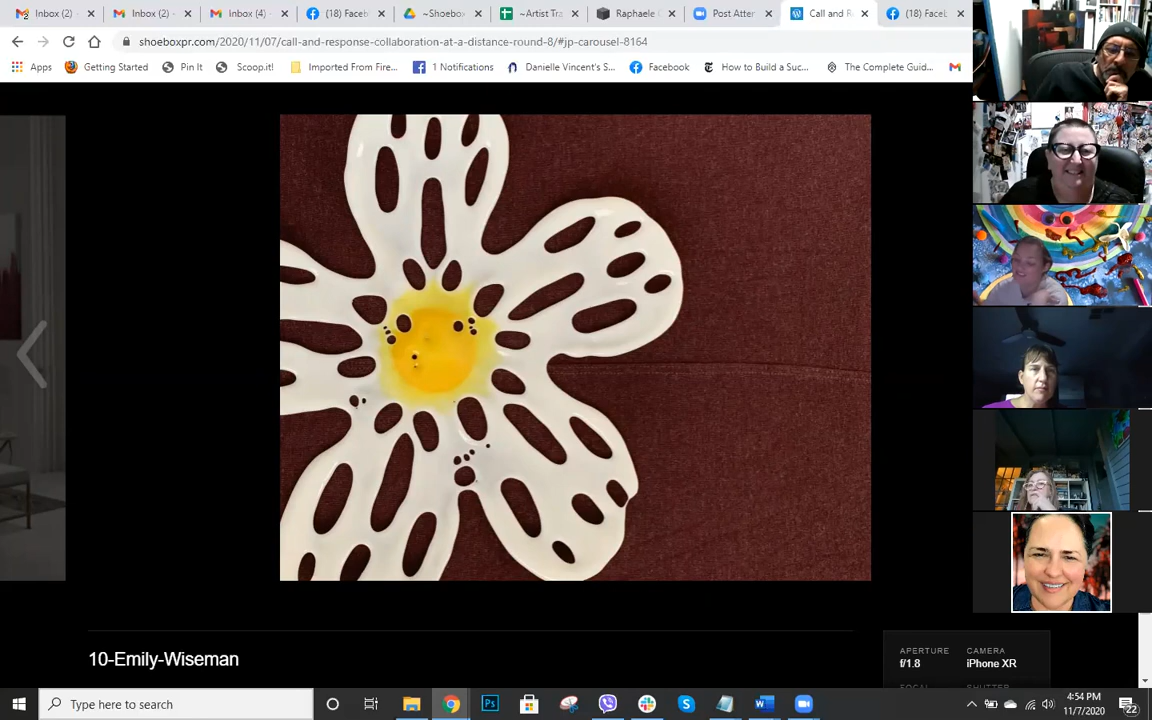 Inbox (2) - Inbox (2) - Inbox (4) - (18) Faceb ~Shoebox ~Artist Tra Raphaele Post Atter Call and R (18) Faceb
shoeboxpr.com/2020/11/07/call-and-response-collaboration-at-a-distance-round-8/#jp-carousel-8164
Apps Getting Started Pin It Scoop.it! Imported From Fire... 1 Notifications Danielle Vincent's S... Facebook How to Build a Suc... The Complete Guid...
10-Emily-Wiseman
APERTURE CAMERA
f/1.8 iPhone XR
Type here to search
4:54 PM
11/7/2020
22